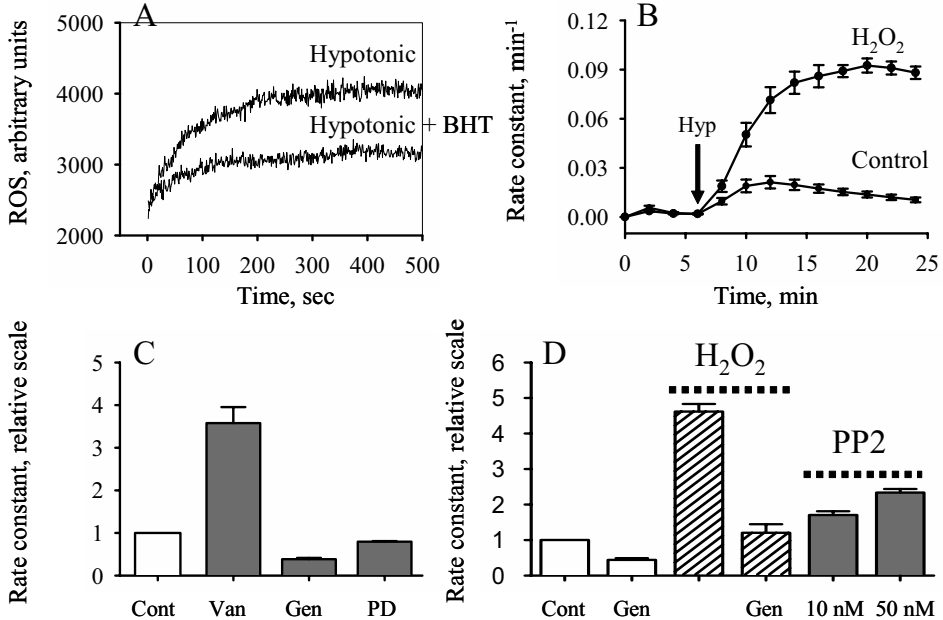 A
ROS, arbitrary units
5000
4000
3000
2000
Hypotonic
Hypotonic + BHT
0 100 200 300 400 500
Time, sec
B
Rate constant, min-1
0.09
0.06
0.03
0.00
H2O2
Hyp
Control
0 5 10 15 20 25
Time, min
C
Rate constant, relative scale
5
4
3
2
1
0
Cont Van Gen PD
D
Rate constant, relative scale
6
5
4
3
2
1
0
H2O2
PP2
Cont Gen Gen 10 nM 50 nM